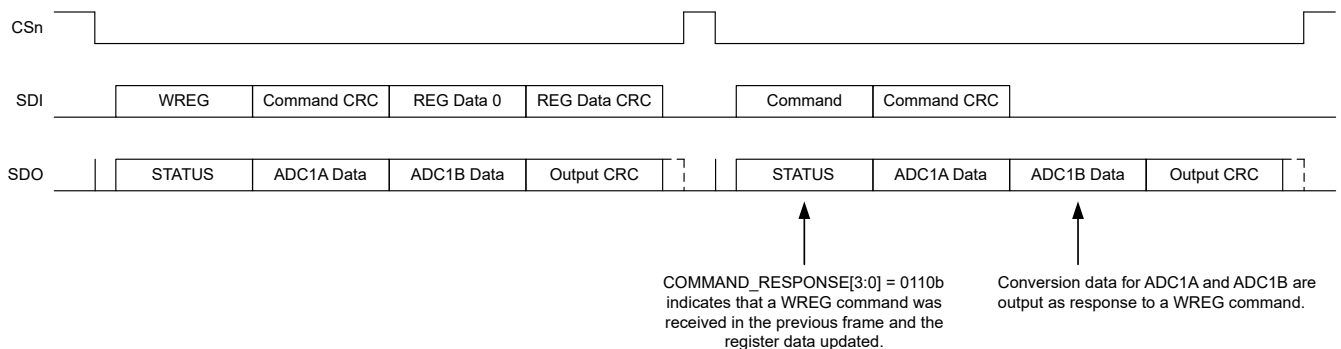 CSn
SDI WREG Command CRC REG Data 0 REG Data CRC Command Command CRC
SDO STATUS ADC1A Data ADC1B Data Output CRC STATUS ADC1A Data ADC1B Data Output CRC
COMMAND_RESPONSE[3:0] = 0110b
indicates that a WREG command was
received in the previous frame and the
register data updated.
Conversion data for ADC1A and ADC1B are
output as response to a WREG command.